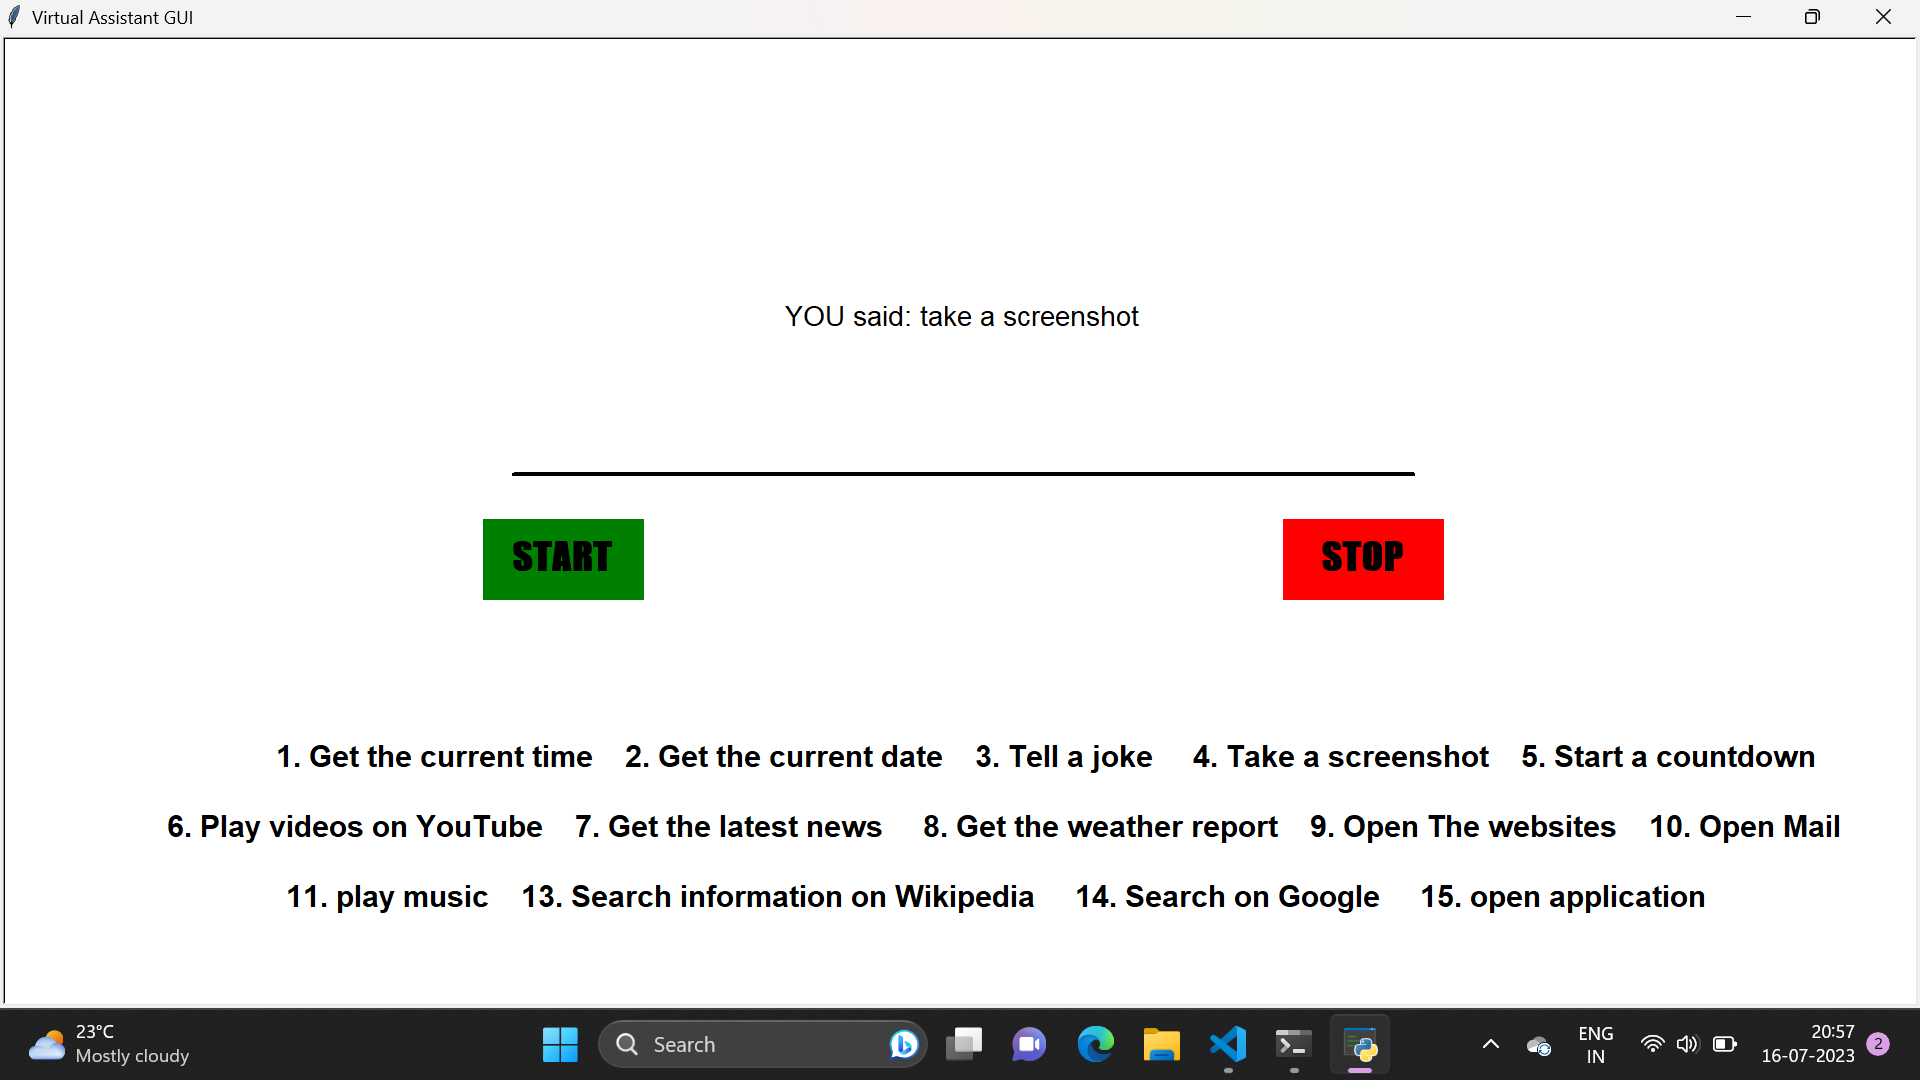 Virtual Assistant GUI
YOU said: take a screenshot
START
STOP
1. Get the current time 2. Get the current date 3. Tell a joke 4. Take a screenshot 5. Start a countdown
6. Play videos on YouTube 7. Get the latest news 8. Get the weather report 9. Open The websites 10. Open Mail
11. play music 13. Search information on Wikipedia 14. Search on Google 15. open application
23°C
Mostly cloudy
Search
ENG
IN
20:57
16-07-2023
2